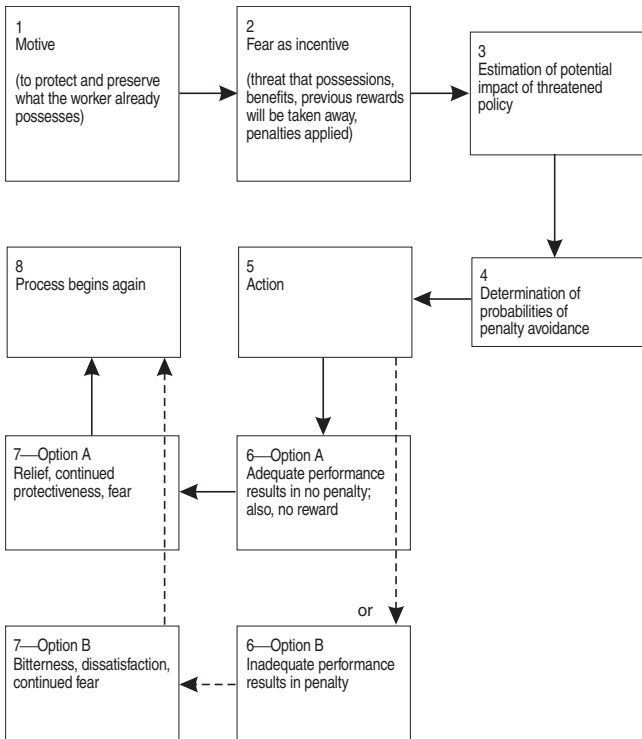 1
Motive
(to protect and preserve
what the worker already
possesses)
2
Fear as incentive
(threat that possessions,
benefits, previous rewards
will be taken away,
penalties applied)
3
Estimation of potential
impact of threatened
policy
4
Determination of
probabilities of
penalty avoidance
5
Action
8
Process begins again
6—Option A
Adequate performance
results in no penalty;
also, no reward
7—Option A
Relief, continued
protectiveness, fear
or
6—Option B
Inadequate performance
results in penalty
7—Option B
Bitterness, dissatisfaction,
continued fear